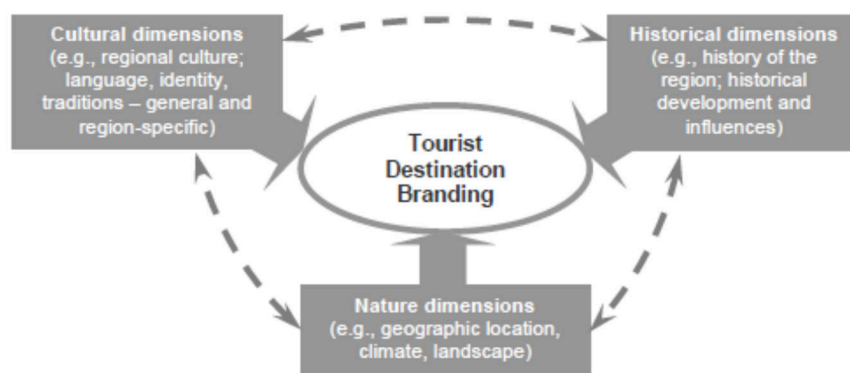 Cultural dimensions
(e.g., regional culture;
language, identity,
traditions – general and
region-specific)
Historical dimensions
(e.g., history of the
region; historical
development and
influences)
Tourist
Destination
Branding
Nature dimensions
(e.g., geographic location,
climate, landscape)